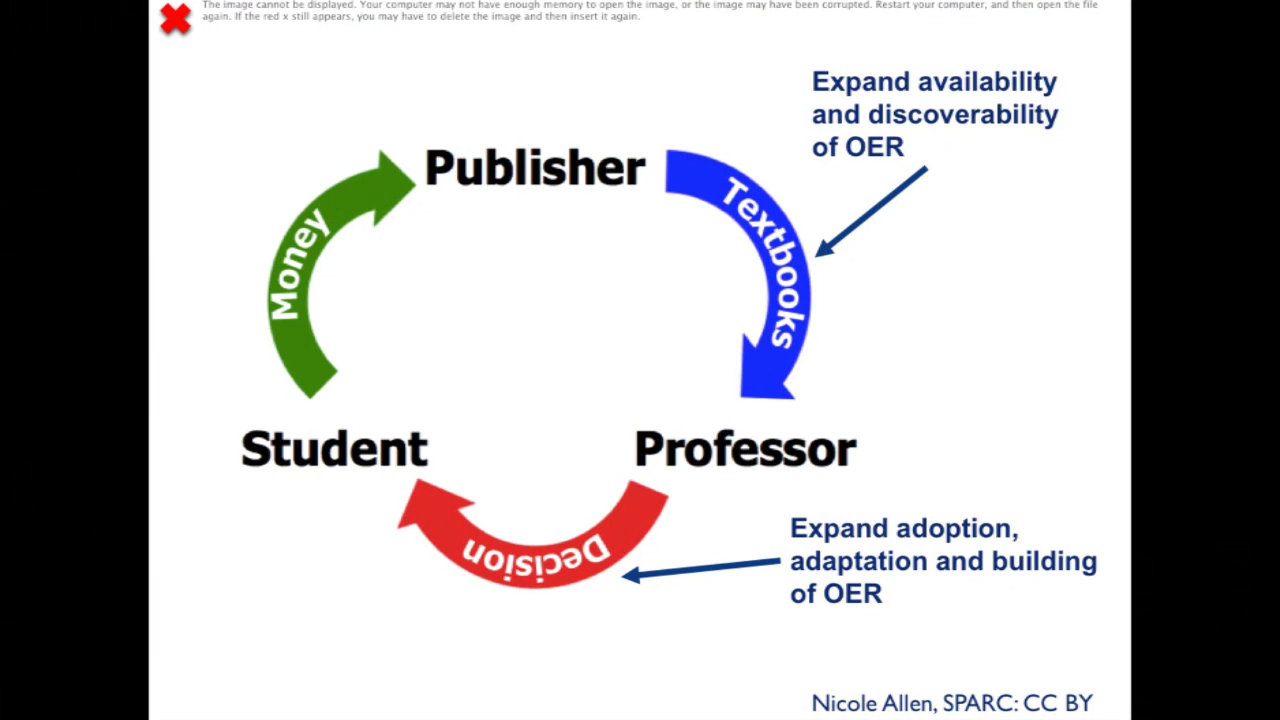 The image cannot be displayed. Your computer may not have enough memory to open the image, or the image may have been corrupted. Restart your computer, and then open the file
again. If the red x still appears, you may have to delete the image and then insert it again.
Expand availability
and discoverability
of OER
Publisher
Textbooks
Money
Student
Professor
Decision
Expand adoption,
adaptation and building
of OER
Nicole Allen, SPARC: CC BY